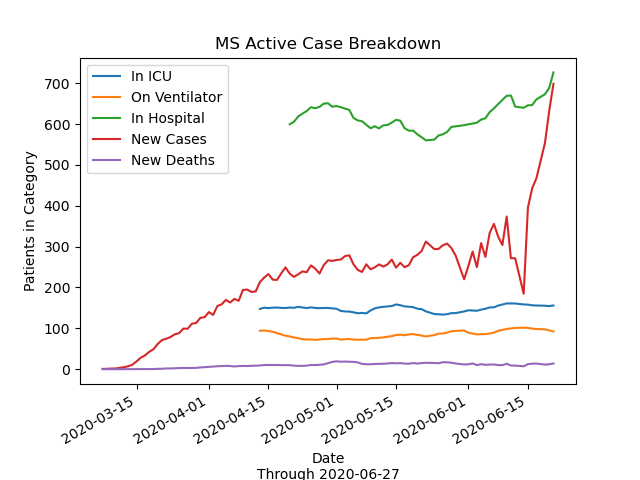 MS Active Case Breakdown
In ICU
On Ventilator
In Hospital
New Cases
New Deaths
Patients in Category
700
600
500
400
300
200
100
0
2020-03-15
2020-04-01
2020-04-15
2020-05-01
2020-05-15
2020-06-01
2020-06-15
Date
Through 2020-06-27